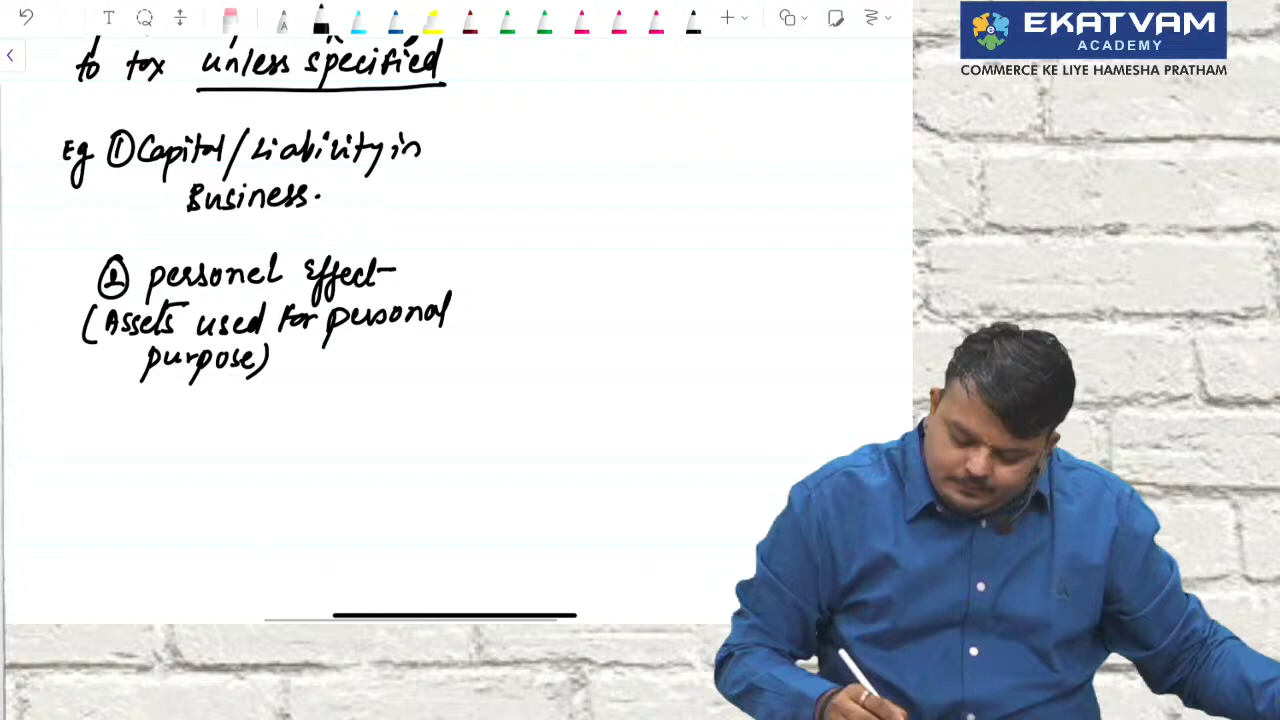 EKATVAM
ACADEMY
COMMERCE KE LIYE HAMESHA PRATHAM
to tax unless specified
Eg ① Capital/Liability in
Business.
② personel Effect
(Assets used for personal
purpose)